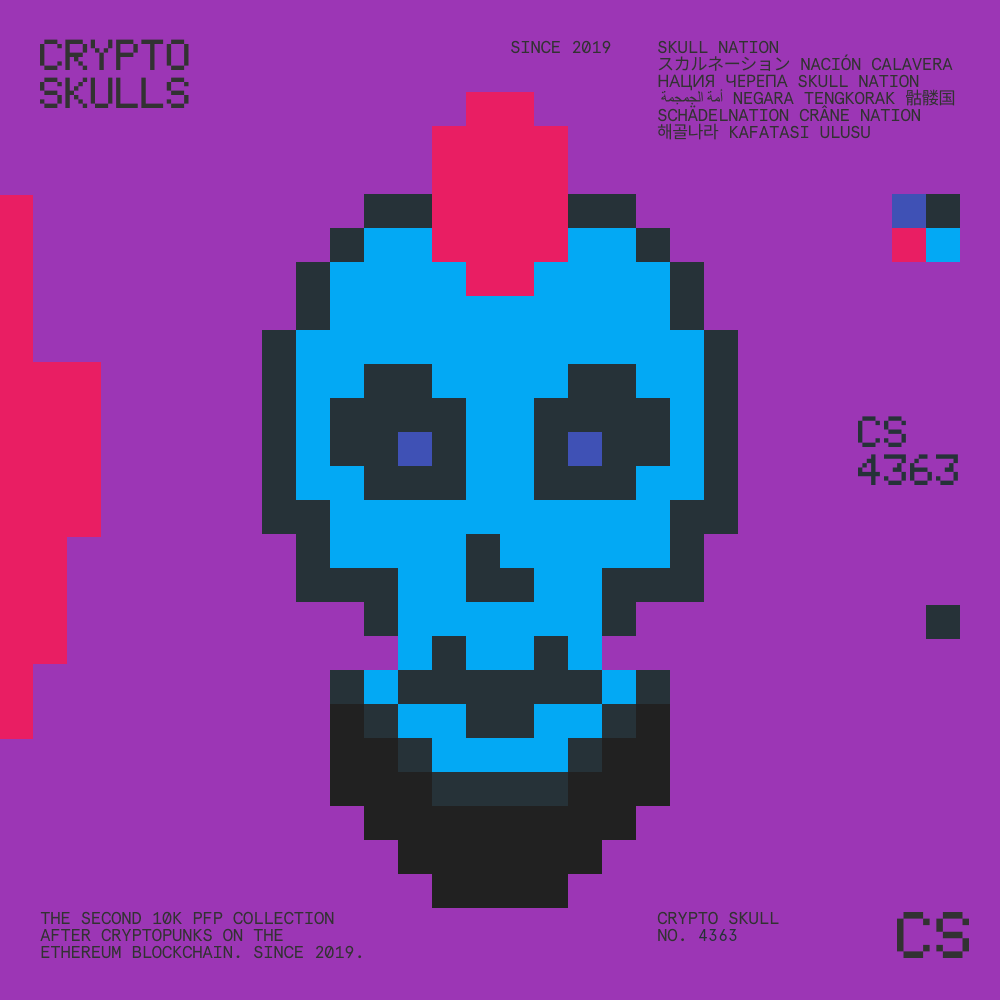 CRYPTO
SKULLS
SINCE 2019
SKULL NATION
スカルネーション NACIÓN CALAVERA
НАЦИЯ ЧЕРЕПА SKULL NATION
أمة الجمجمة NEGARA TENGKORAK 骷髅国
SCHÄDELNATION CRÂNE NATION
해골나라 KAFATASI ULUSU
CS
4363
THE SECOND 10K PFP COLLECTION
AFTER CRYPTOPUNKS ON THE
ETHEREUM BLOCKCHAIN. SINCE 2019.
CRYPTO SKULL
NO. 4363
CS